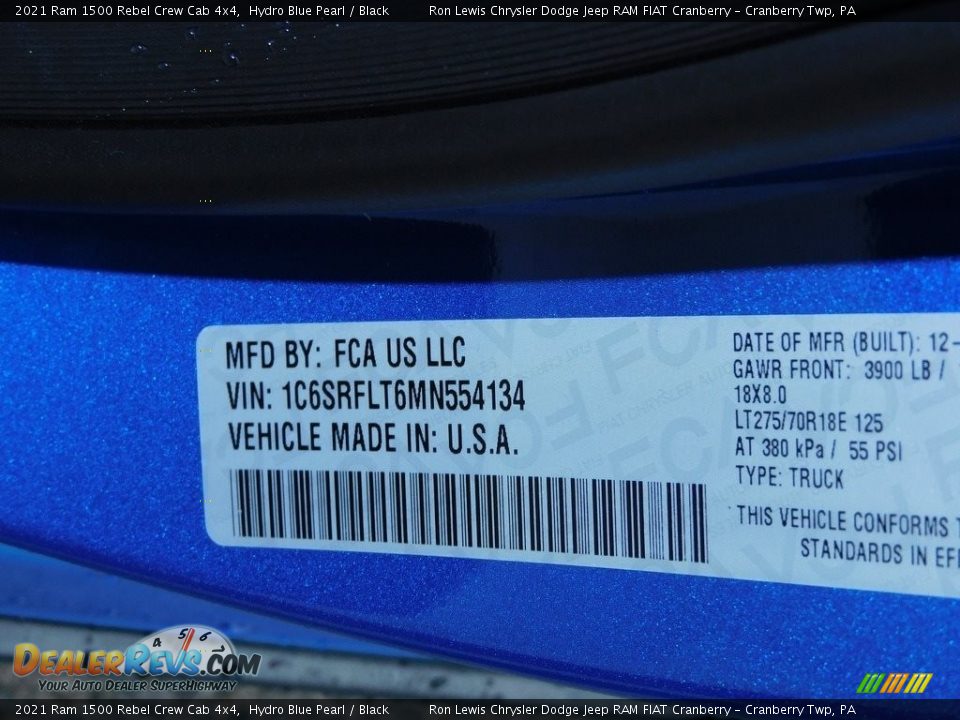 2021 Ram 1500 Rebel Crew Cab 4x4, Hydro Blue Pearl / Black Ron Lewis Chrysler Dodge Jeep RAM FIAT Cranberry - Cranberry Twp, PA
MFD BY: FCA US LLC
VIN: 1C6SRFLT6MN554134
VEHICLE MADE IN: U.S.A.
DATE OF MFR (BUILT): 12-
GAWR FRONT: 3900 LB /
18X8.0
LT275/70R18E 125
AT 380 kPa / 55 PSI
TYPE: TRUCK
THIS VEHICLE CONFORMS
STANDARDS IN
4 5 6
DealerRevs.com
Your Auto Dealer SuperHighway
2021 Ram 1500 Rebel Crew Cab 4x4, Hydro Blue Pearl / Black Ron Lewis Chrysler Dodge Jeep RAM FIAT Cranberry - Cranberry Twp, PA